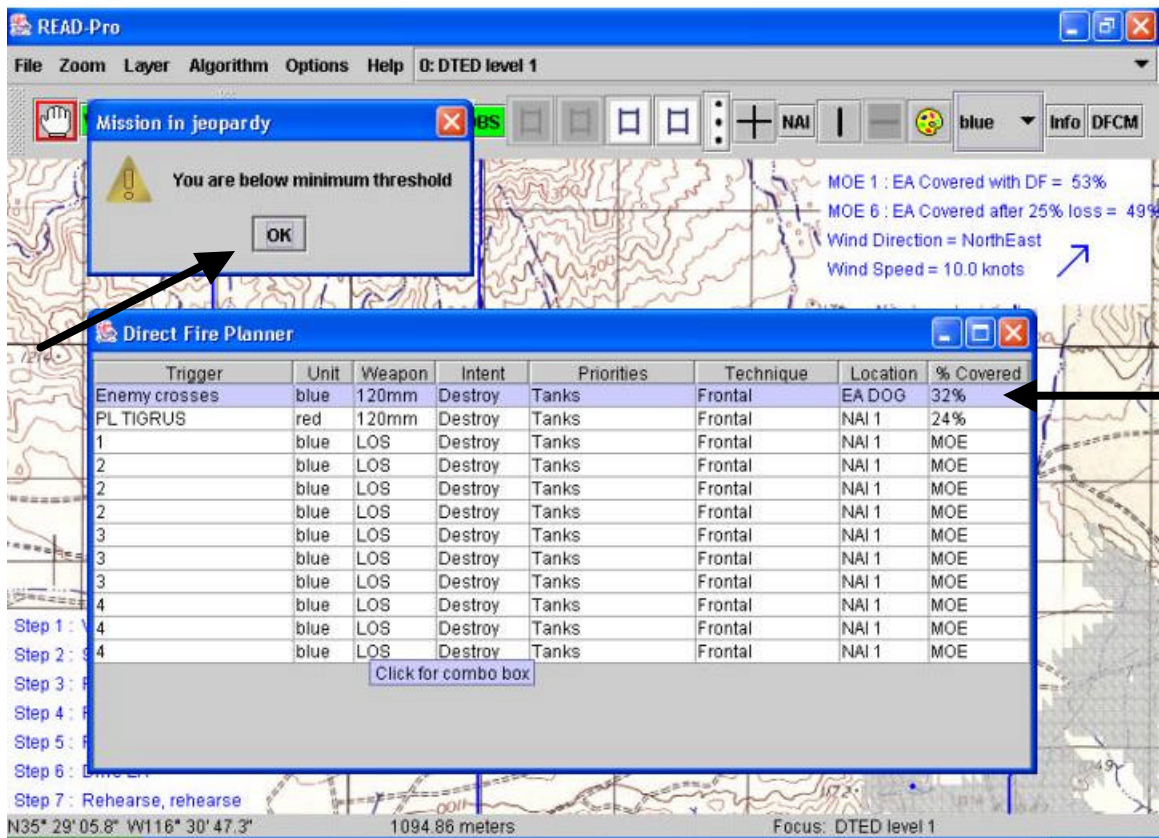 READ-Pro
File Zoom Layer Algorithm Options Help 0: DTED level 1
NAI blue Info DFCM
Mission in jeopardy
You are below minimum threshold
OK
MOE 1 : EA Covered with DF = 53%
MOE 6 : EA Covered after 25% loss = 49%
Wind Direction = NorthEast
Wind Speed = 10.0 knots
1200
Direct Fire Planner
Trigger Unit Weapon Intent Priorities Technique Location % Covered
Enemy crosses blue 120mm Destroy Tanks Frontal EA DOG 32%
PL TIGRUS red 120mm Destroy Tanks Frontal NAI 1 24%
1 blue LOS Destroy Tanks Frontal NAI 1 MOE
2 blue LOS Destroy Tanks Frontal NAI 1 MOE
2 blue LOS Destroy Tanks Frontal NAI 1 MOE
2 blue LOS Destroy Tanks Frontal NAI 1 MOE
3 blue LOS Destroy Tanks Frontal NAI 1 MOE
3 blue LOS Destroy Tanks Frontal NAI 1 MOE
3 blue LOS Destroy Tanks Frontal NAI 1 MOE
4 blue LOS Destroy Tanks Frontal NAI 1 MOE
4 blue LOS Destroy Tanks Frontal NAI 1 MOE
4 blue LOS Destroy Tanks Frontal NAI 1 MOE
Click for combo box
Step 1 :
Step 2 :
Step 3 :
Step 4 :
Step 5 :
Step 6 :
Step 7 : Rehearse, rehearse
N35° 29' 05.8" W116° 30' 47.3" 1094.86 meters Focus: DTED level 1